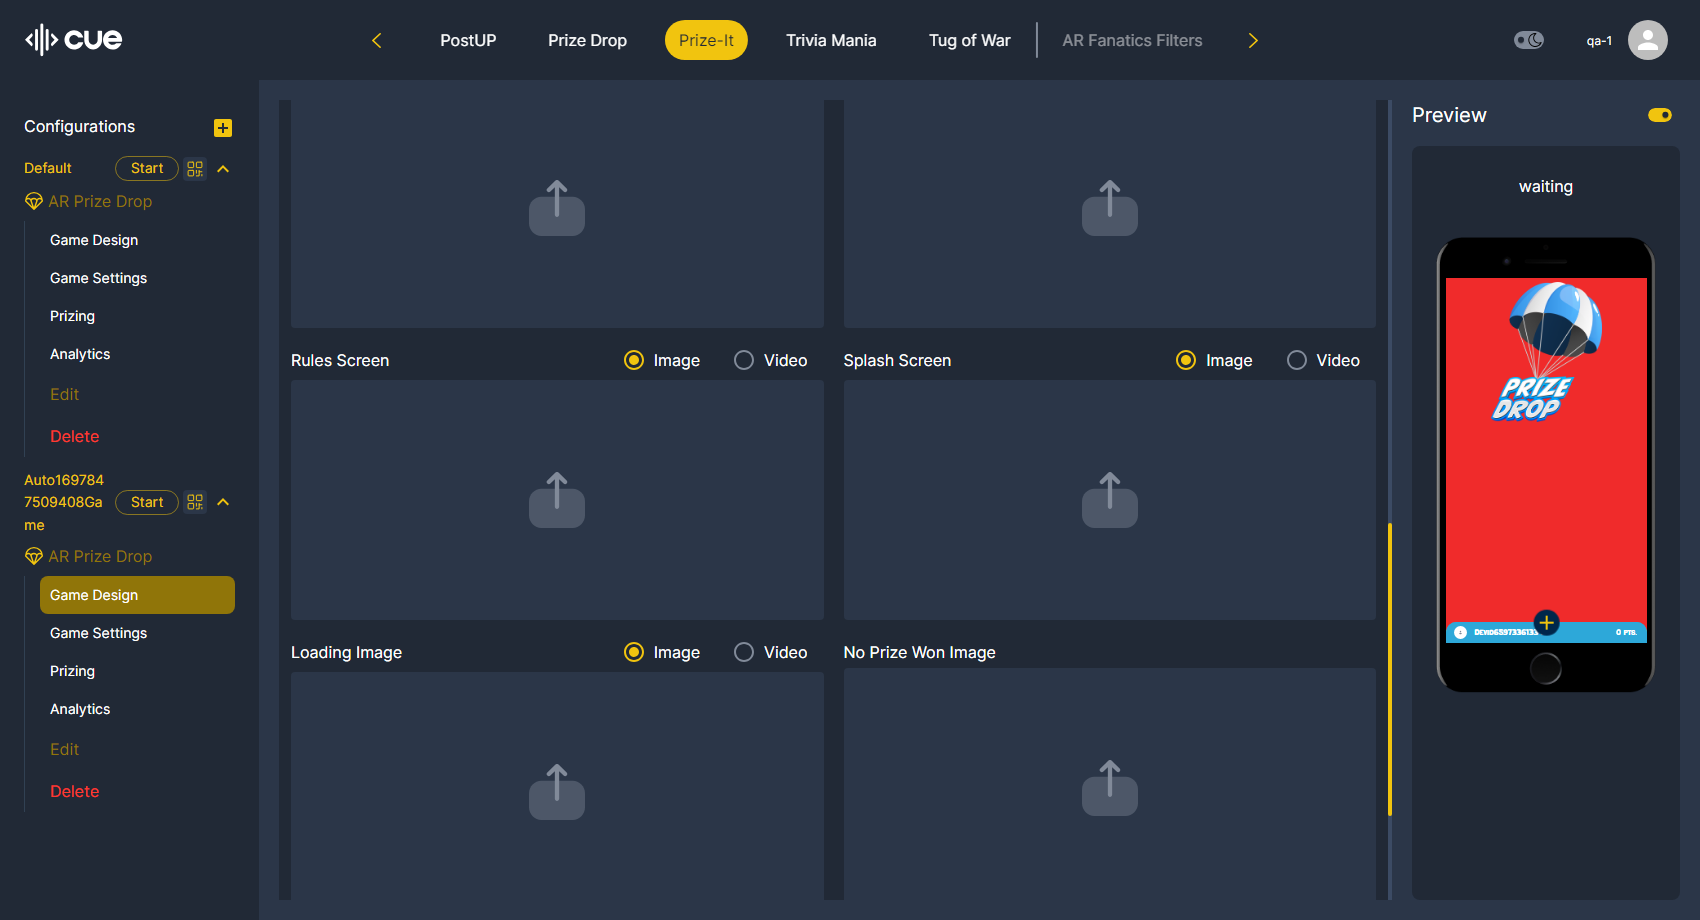 cue
PostUP
Prize Drop
Prize-It
Trivia Mania
Tug of War
AR Fanatics Filters
qa-1
Configurations
Default
Start
AR Prize Drop
Game Design
Game Settings
Prizing
Analytics
Edit
Delete
Auto169784
7509408Ga
me
Start
AR Prize Drop
Game Design
Game Settings
Prizing
Analytics
Edit
Delete
Rules Screen
Image
Video
Splash Screen
Image
Video
Loading Image
Image
Video
No Prize Won Image
Preview
waiting
PRIZE
DROP
0 PTS.